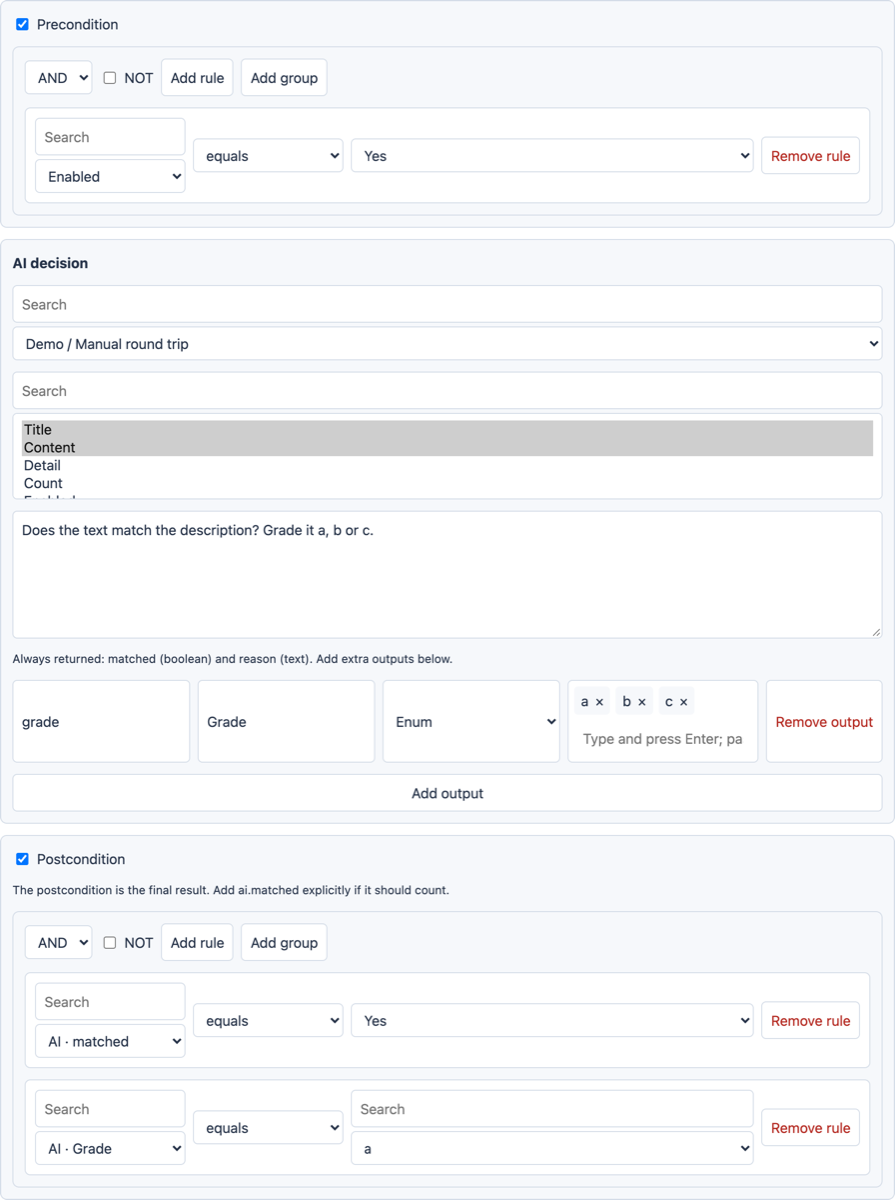 Precondition
AND NOT Add rule Add group
Search
Enabled equals Yes Remove rule
AI decision
Search
Demo / Manual round trip
Search
Title
Content
Detail
Count
Does the text match the description? Grade it a, b or c.
Always returned: matched (boolean) and reason (text). Add extra outputs below.
grade Grade Enum a × b × c × Remove output
Type and press Enter; pa
Add output
Postcondition
The postcondition is the final result. Add ai.matched explicitly if it should count.
AND NOT Add rule Add group
Search
AI · matched equals Yes Remove rule
Search Search
AI · Grade equals a Remove rule